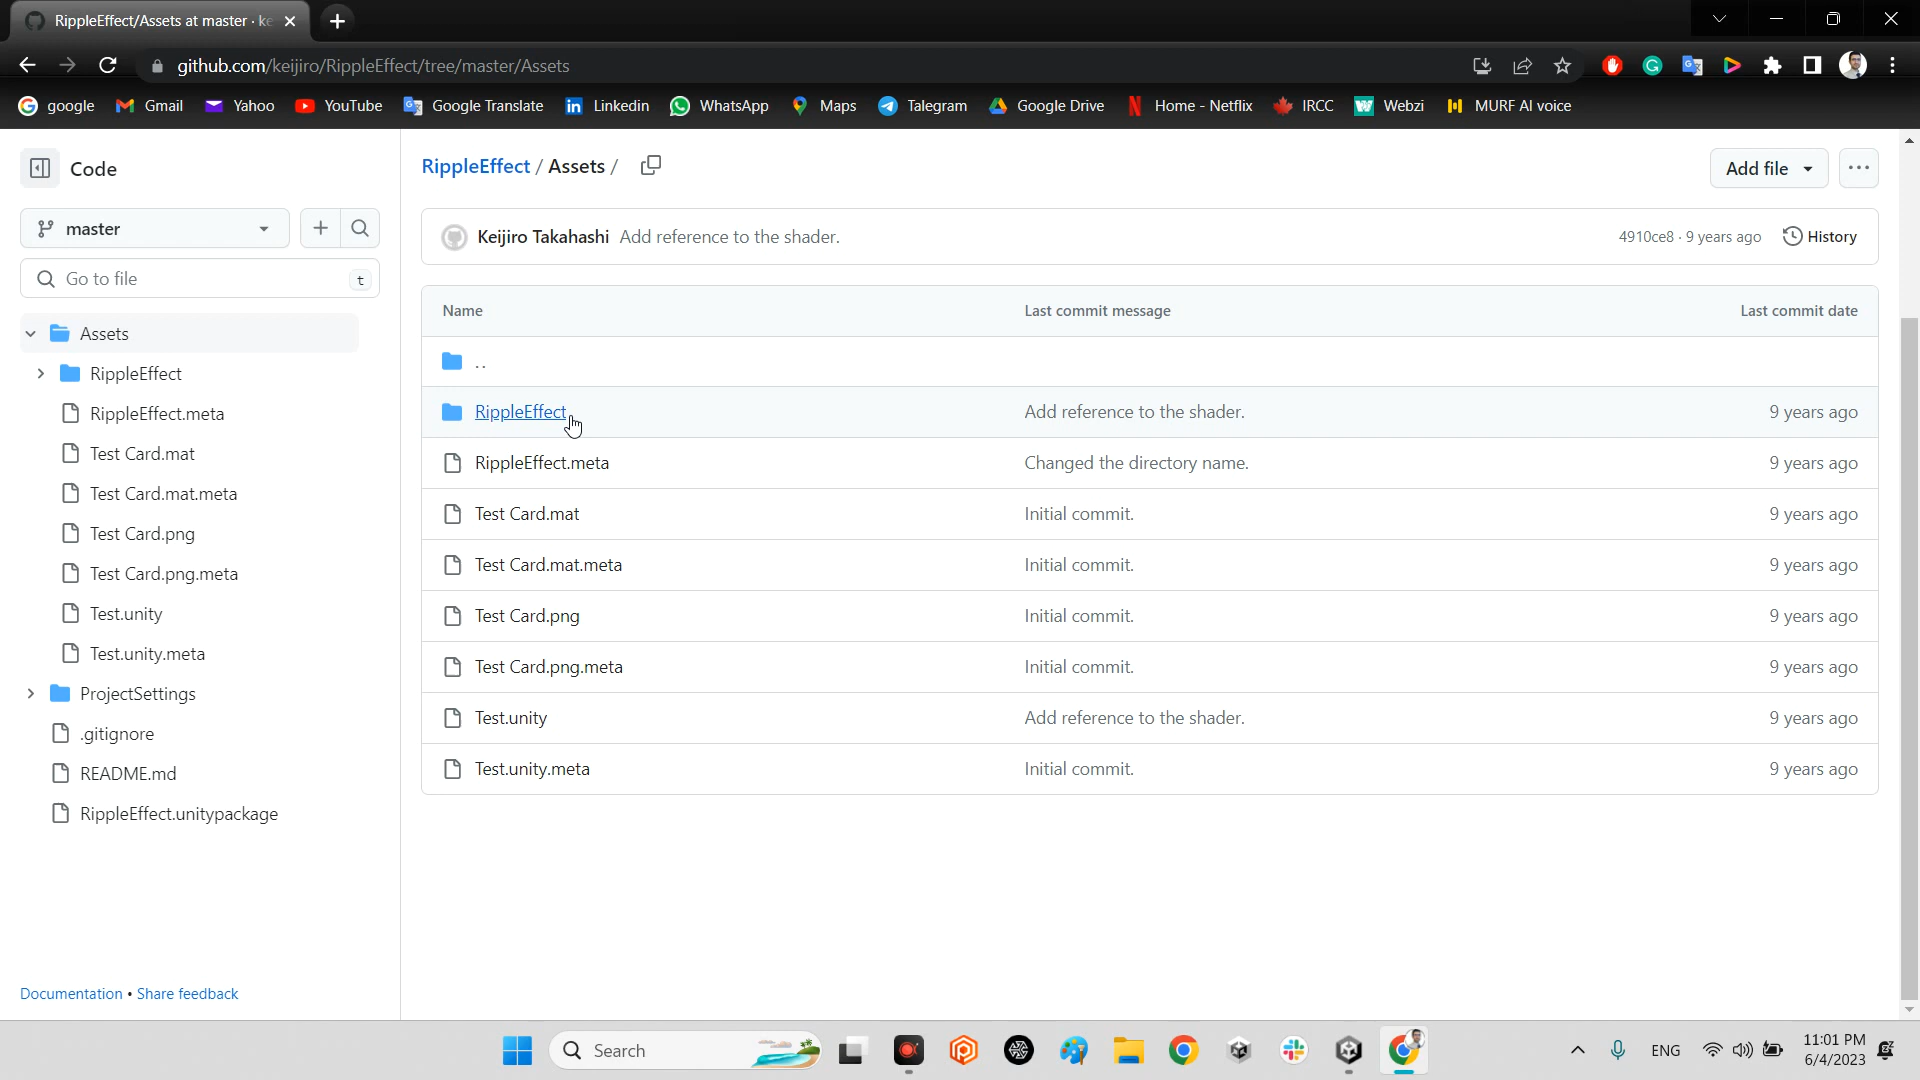 RippleEffect/Assets at master · ke
github.com/keijiro/RippleEffect/tree/master/Assets
google Gmail Yahoo YouTube Google Translate Linkedin WhatsApp Maps Telegram Google Drive Home - Netflix IRCC Webzi MURF AI voice
Code
RippleEffect / Assets /
Add file
master
Keijiro Takahashi Add reference to the shader.
4910ce8 · 9 years ago History
Go to file t
Name Last commit message Last commit date
Assets
..
RippleEffect
RippleEffect Add reference to the shader. 9 years ago
RippleEffect.meta
RippleEffect.meta Changed the directory name. 9 years ago
Test Card.mat
Test Card.mat Initial commit. 9 years ago
Test Card.mat.meta
Test Card.mat.meta Initial commit. 9 years ago
Test Card.png
Test Card.png Initial commit. 9 years ago
Test Card.png.meta
Test Card.png.meta Initial commit. 9 years ago
Test.unity
Test.unity Add reference to the shader. 9 years ago
Test.unity.meta
Test.unity.meta Initial commit. 9 years ago
ProjectSettings
.gitignore
README.md
RippleEffect.unitypackage
Documentation • Share feedback
Search
ENG
11:01 PM
6/4/2023